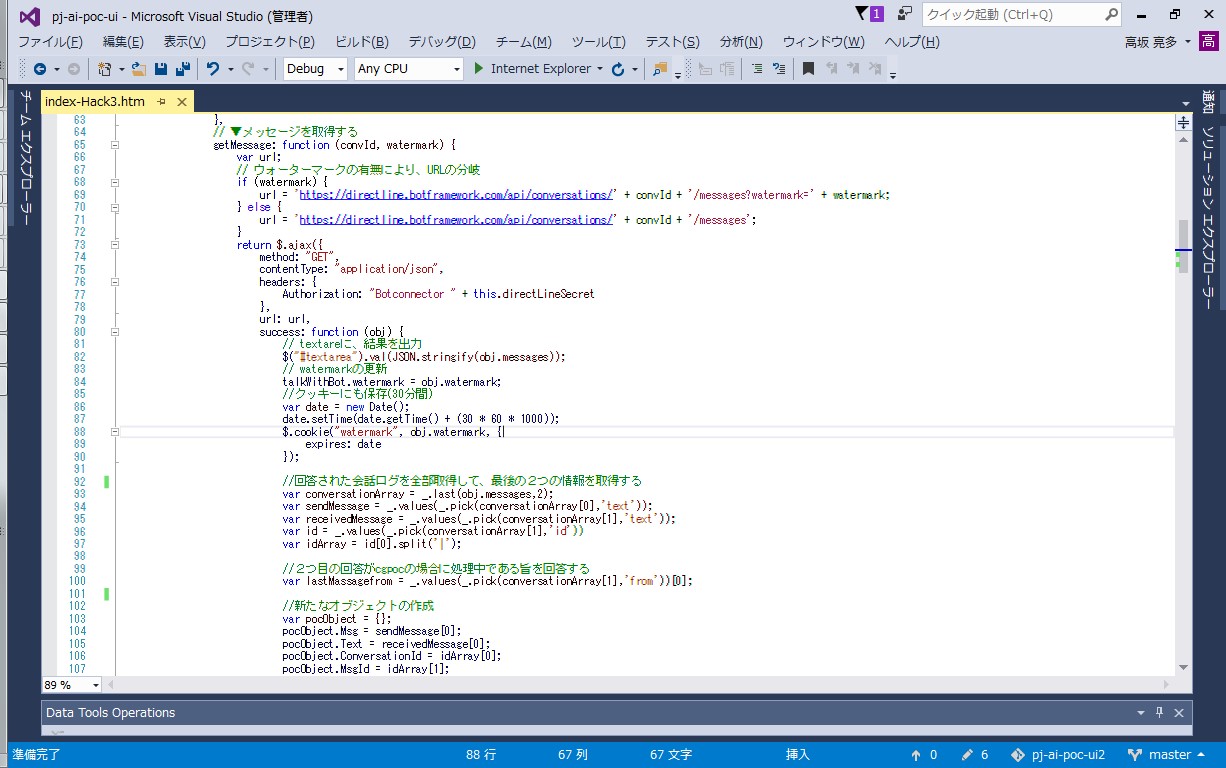 pj-ai-poc-ui - Microsoft Visual Studio (管理者)
1
クイック起動 (Ctrl+Q)
ファイル(F) 編集(E) 表示(V) プロジェクト(P) ビルド(B) デバッグ(D) チーム(M) ツール(T) テスト(S) 分析(N) ウィンドウ(W) ヘルプ(H)
高坂 亮多
高
Debug Any CPU Internet Explorer
チーム エクスプローラー
index-Hack3.htm
通知
ソリューション エクスプローラー
63 },
64 // ▼メッセージを取得する
65 getMessage: function (convId, watermark) {
66 var url;
67 // ウォーターマークの有無により、URLの分岐
68 if (watermark) {
69 url = 'https://directline.botframework.com/api/conversations/' + convId + '/messages?watermark=' + watermark;
70 } else {
71 url = 'https://directline.botframework.com/api/conversations/' + convId + '/messages';
72 }
73 return $.ajax({
74 method: "GET",
75 contentType: "application/json",
76 headers: {
77 Authorization: "Botconnector " + this.directLineSecret
78 },
79 url: url,
80 success: function (obj) {
81 // textareに、結果を出力
82 $("#textarea").val(JSON.stringify(obj.messages));
83 // watermarkの更新
84 talkWithBot.watermark = obj.watermark;
85 //クッキーにも保存(30分間)
86 var date = new Date();
87 date.setTime(date.getTime() + (30 * 60 * 1000));
88 $.cookie("watermark", obj.watermark, {
89 expires: date
90 });
91
92 //回答された会話ログを全部取得して、最後の２つの情報を取得する
93 var conversationArray = _.last(obj.messages,2);
94 var sendMessage = _.values(_.pick(conversationArray[0],'text'));
95 var receivedMessage = _.values(_.pick(conversationArray[1],'text'));
96 var id = _.values(_.pick(conversationArray[1],'id'))
97 var idArray = id[0].split('|');
98
99 //２つ目の回答がcgpocの場合に処理中である旨を回答する
100 var lastMassagefrom = _.values(_.pick(conversationArray[1],'from'))[0];
101
102 //新たなオブジェクトの作成
103 var pocObject = {};
104 pocObject.Msg = sendMessage[0];
105 pocObject.Text = receivedMessage[0];
106 pocObject.ConversationId = idArray[0];
107 pocObject.MsgId = idArray[1];
89 %
Data Tools Operations
準備完了 88 行 67 列 67 文字 挿入 0 6 pj-ai-poc-ui2 master